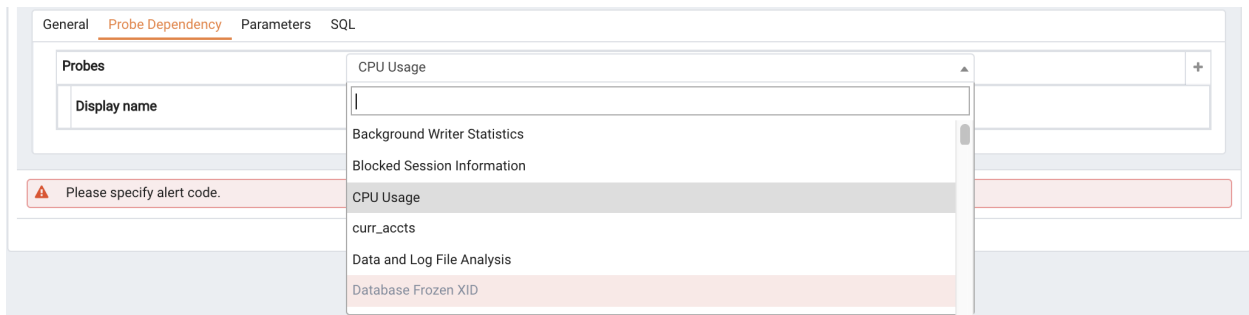 General Probe Dependency Parameters SQL
Probes CPU Usage
Display name
Background Writer Statistics
Blocked Session Information
Please specify alert code.
CPU Usage
curr_accts
Data and Log File Analysis
Database Frozen XID